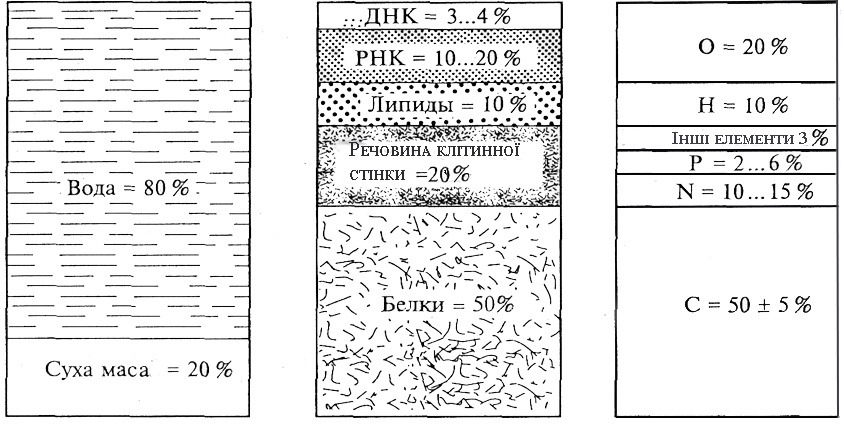 Вода = 80 %
Суха маса = 20 %
...ДНК = 3...4 %
РНК = 10...20 %
Липиды = 10 %
Речовина клітинної
стінки =20%
Белки = 50%
O = 20 %
H = 10 %
Інші елементи 3 %
P = 2...6 %
N = 10...15 %
C = 50 ± 5 %